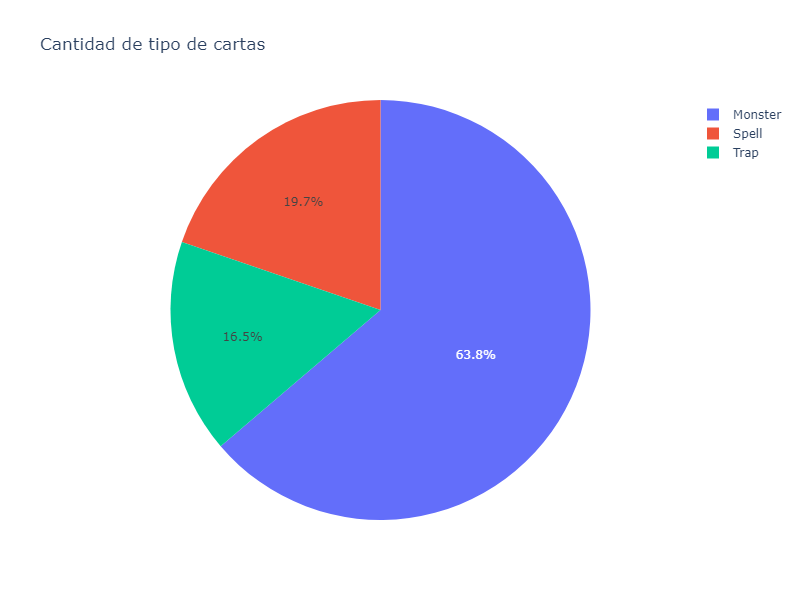 Cantidad de tipo de cartas
Monster
Spell
Trap
19.7%
16.5%
63.8%